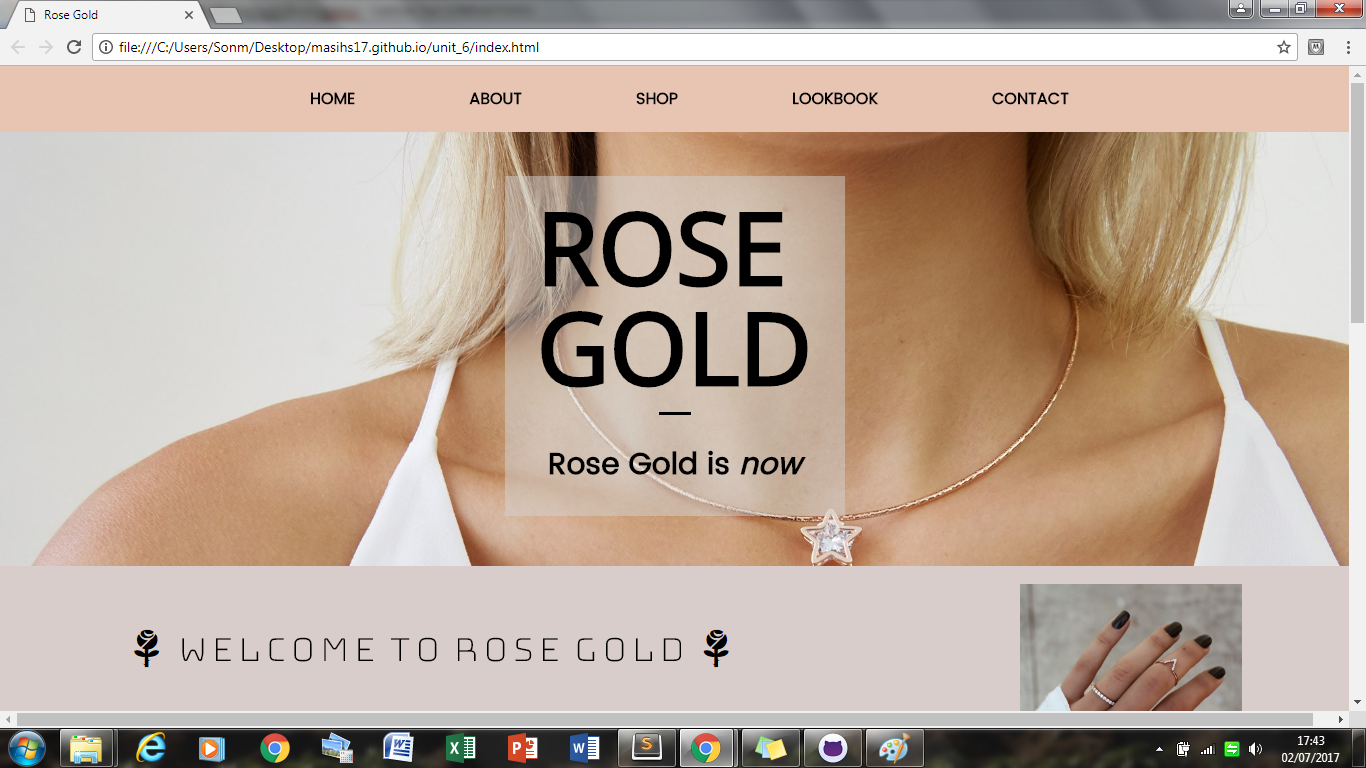 Rose Gold
file:///C:/Users/Sonm/Desktop/masihs17.github.io/unit_6/index.html
HOME ABOUT SHOP LOOKBOOK CONTACT
ROSE
GOLD
Rose Gold is now
WELCOME TO ROSE GOLD
17:43
02/07/2017